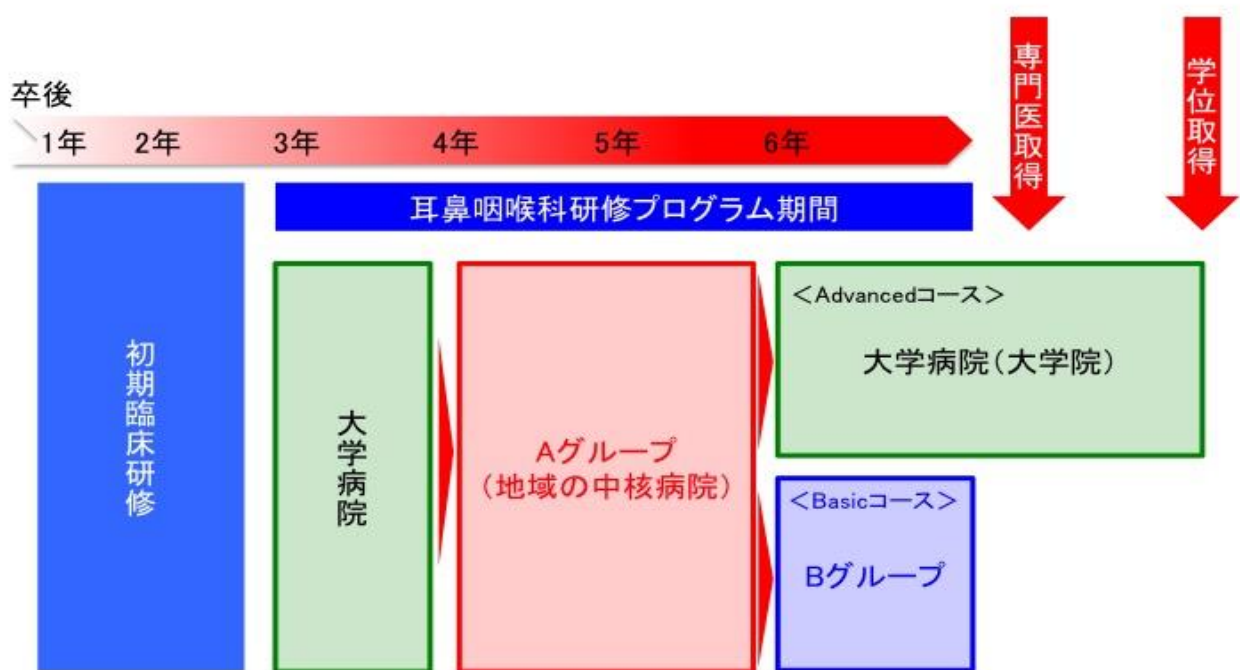 卒後
1年 2年 3年 4年 5年 6年
専門医取得
学位取得
耳鼻咽喉科研修プログラム期間
初期臨床研修
大学病院
Aグループ
(地域の中核病院)
＜Advancedコース＞
大学病院(大学院)
＜Basicコース＞
Bグループ